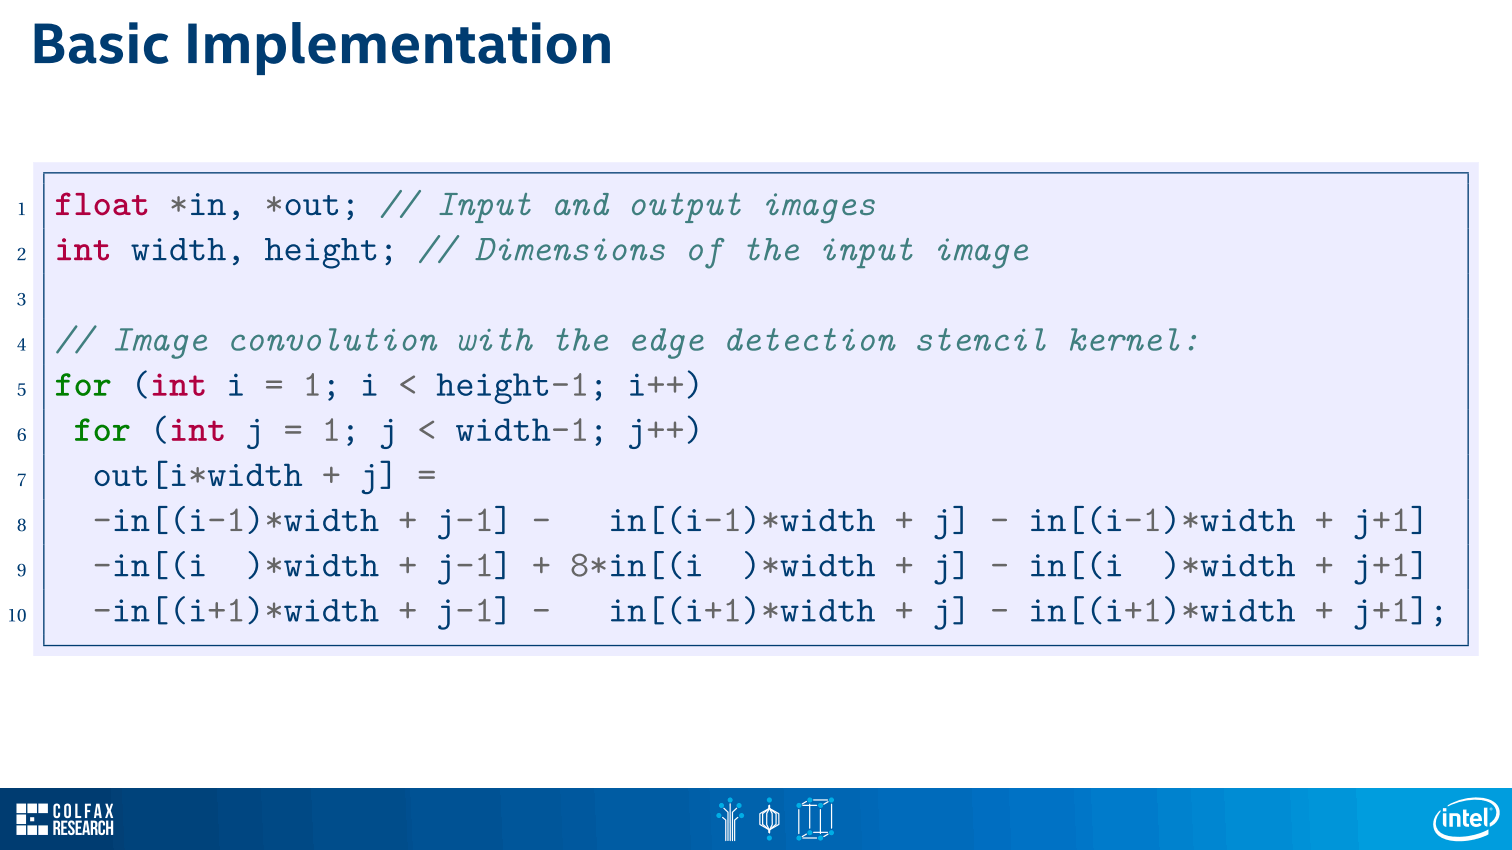 Basic Implementation
1 float *in, *out; // Input and output images
2 int width, height; // Dimensions of the input image
3
4 // Image convolution with the edge detection stencil kernel:
5 for (int i = 1; i < height-1; i++)
6  for (int j = 1; j < width-1; j++)
7   out[i*width + j] =
8   -in[(i-1)*width + j-1] -   in[(i-1)*width + j] - in[(i-1)*width + j+1]
9   -in[(i  )*width + j-1] + 8*in[(i  )*width + j] - in[(i  )*width + j+1]
10   -in[(i+1)*width + j-1] -   in[(i+1)*width + j] - in[(i+1)*width + j+1];
COLFAX
RESEARCH
intel